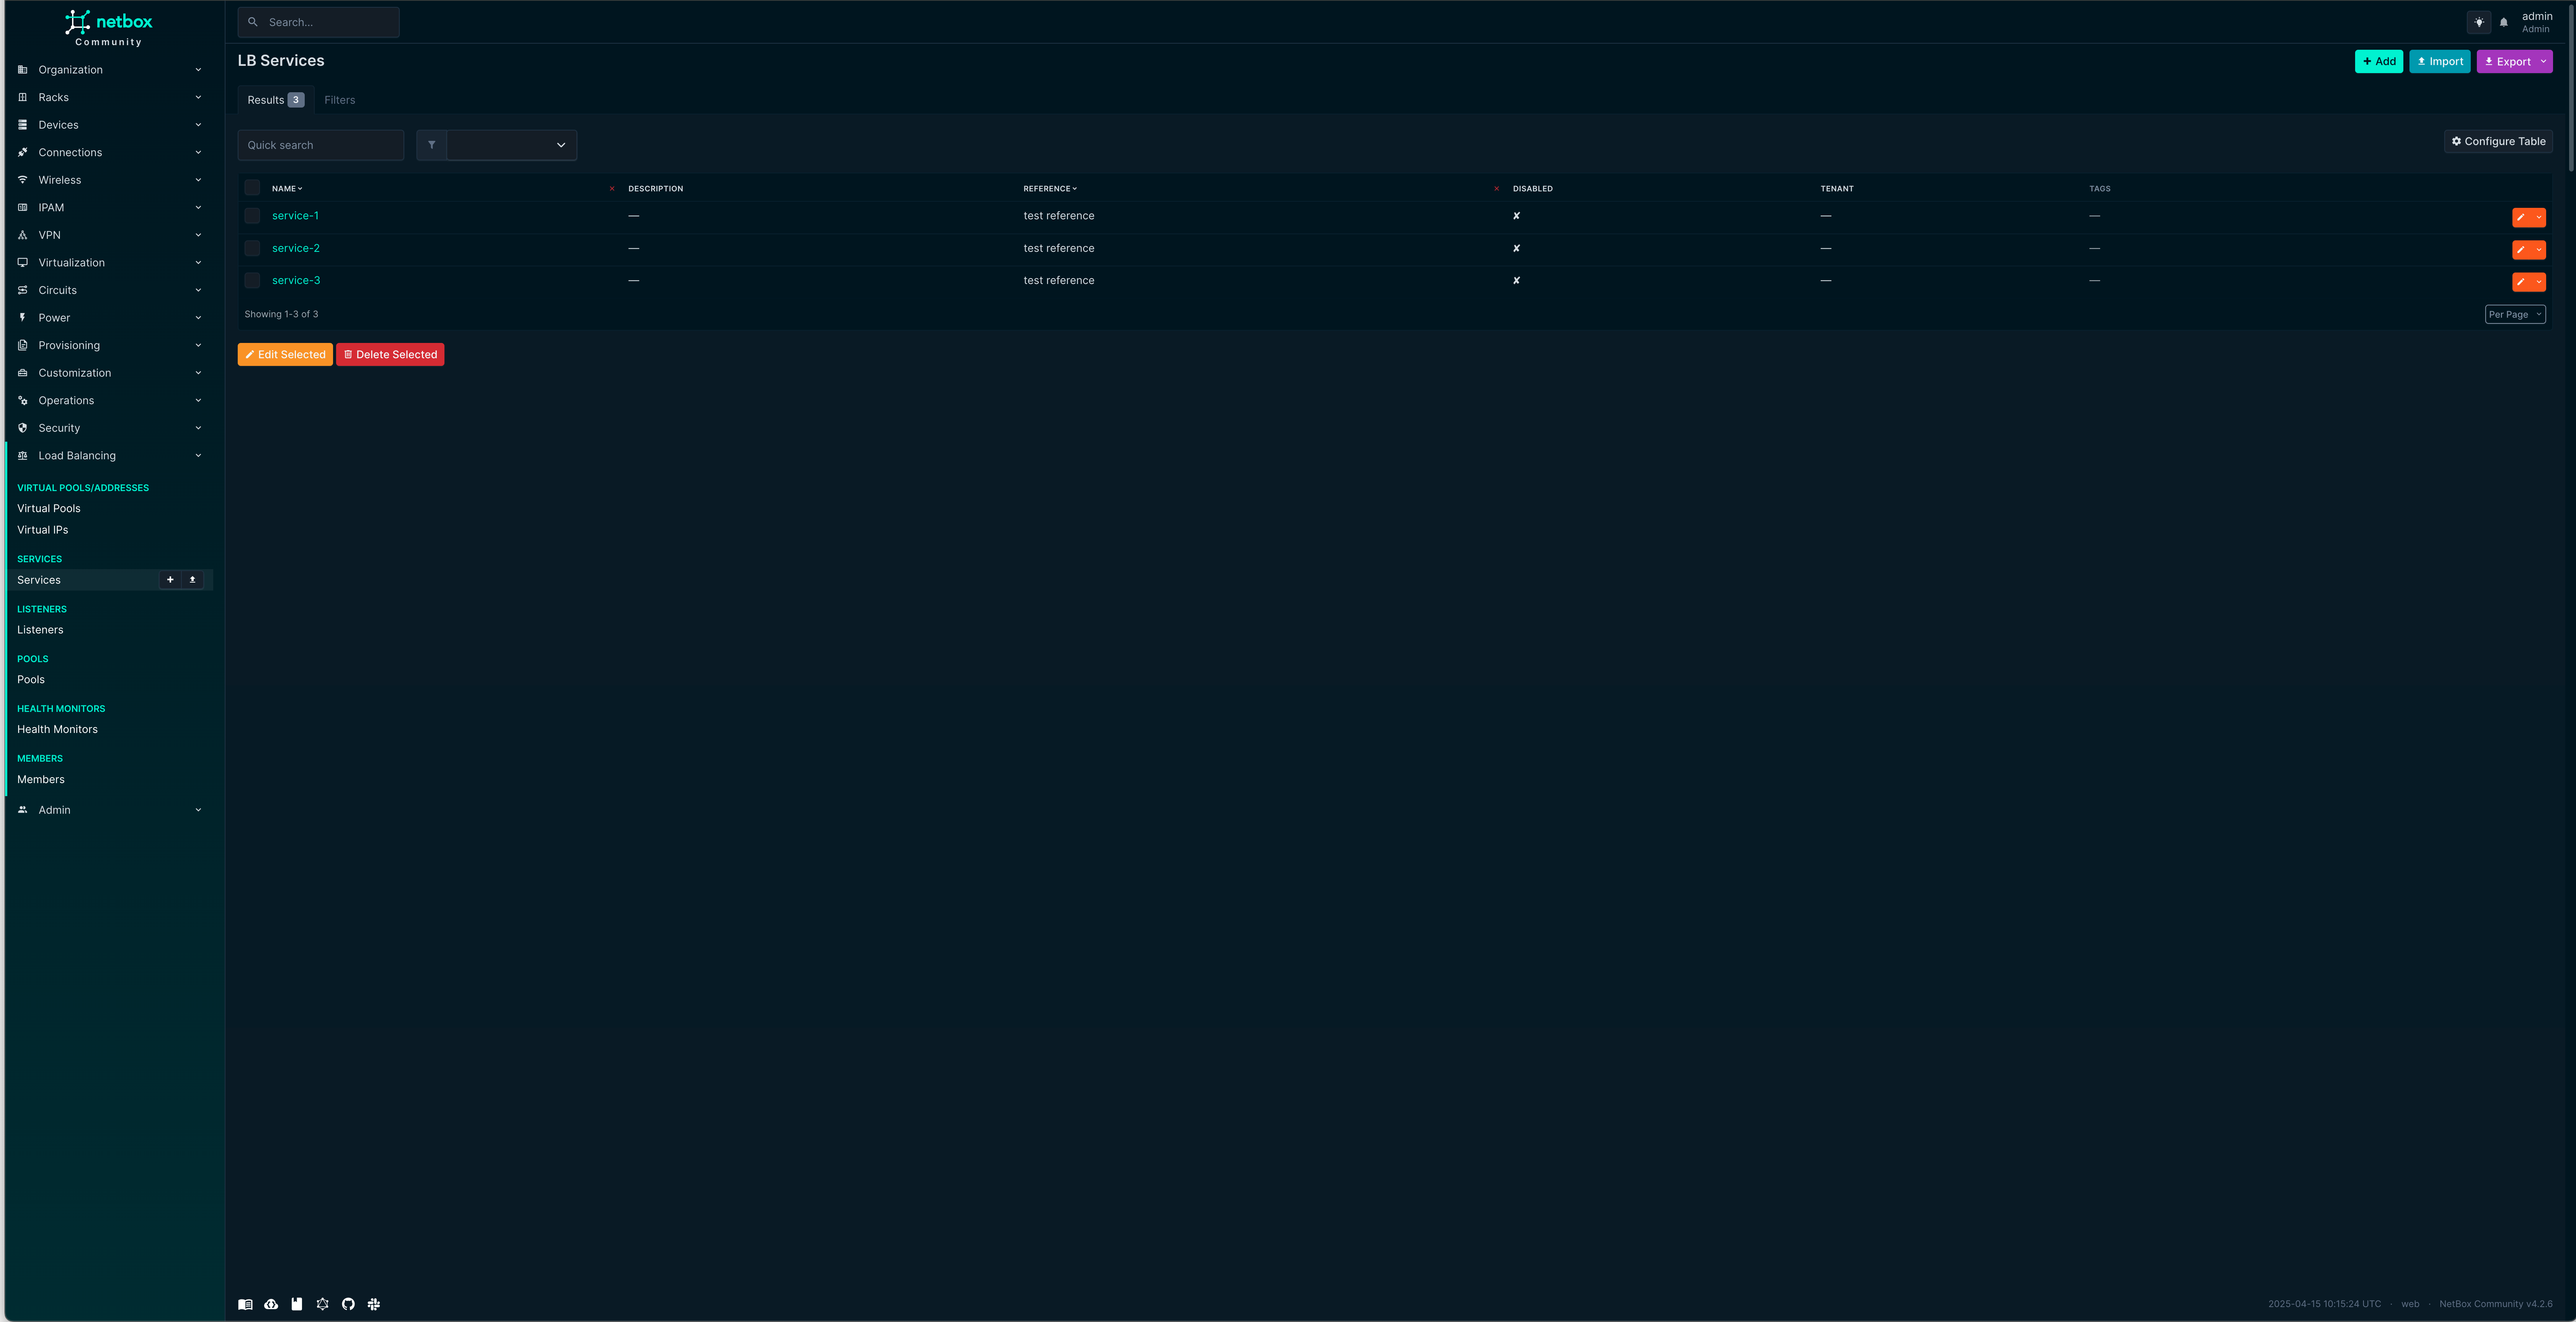 netbox
Community
Search...
admin
Admin
Organization
Racks
Devices
Connections
Wireless
IPAM
VPN
Virtualization
Circuits
Power
Provisioning
Customization
Operations
Security
Load Balancing
VIRTUAL POOLS/ADDRESSES
Virtual Pools
Virtual IPs
SERVICES
Services
LISTENERS
Listeners
POOLS
Pools
HEALTH MONITORS
Health Monitors
MEMBERS
Members
Admin
LB Services
Add Import Export
Results 3 Filters
Quick search
Configure Table
NAME DESCRIPTION REFERENCE DISABLED TENANT TAGS
service-1 — test reference ✘ — —
service-2 — test reference ✘ — —
service-3 — test reference ✘ — —
Showing 1-3 of 3
Per Page
Edit Selected Delete Selected
2025-04-15 10:15:24 UTC · web · NetBox Community v4.2.6